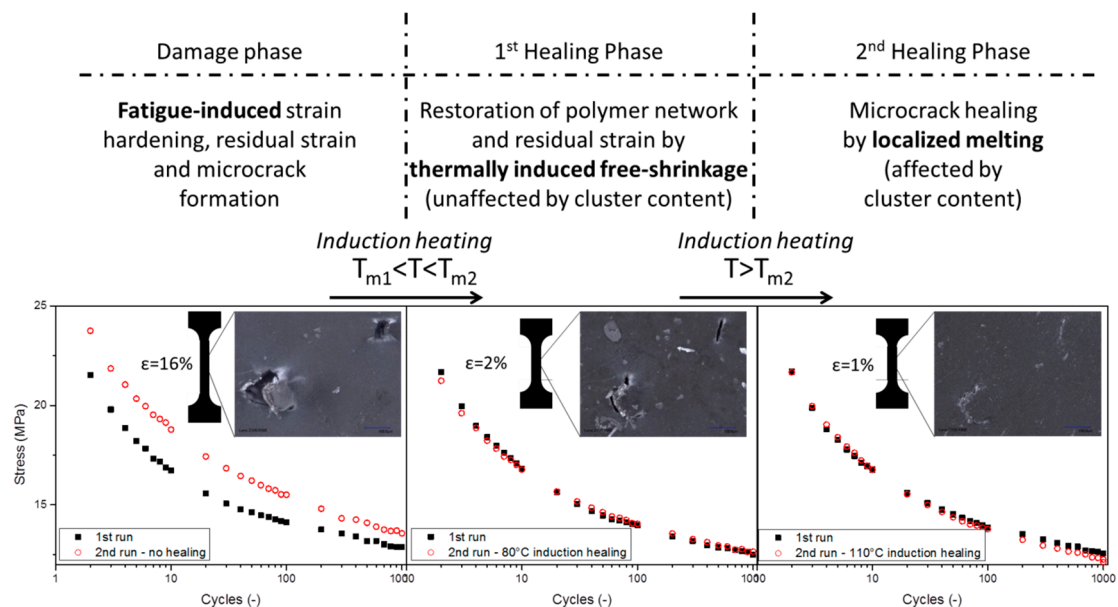 Damage phase
1st Healing Phase
2nd Healing Phase
Fatigue-induced strain
hardening, residual strain
and microcrack
formation
Restoration of polymer network
and residual strain by
thermally induced free-shrinkage
(unaffected by cluster content)
Microcrack healing
by localized melting
(affected by
cluster content)
Induction heating
Tm1<T<Tm2
Induction heating
T>Tm2
25
20
15
Stress (MPa)
ε=16%
1st run
2nd run - no healing
1
10
100
Cycles (-)
ε=2%
1st run
2nd run - 80°C induction healing
10
100
Cycles (-)
ε=1%
1st run
2nd run - 110°C induction healing
10
100
1000
Cycles (-)